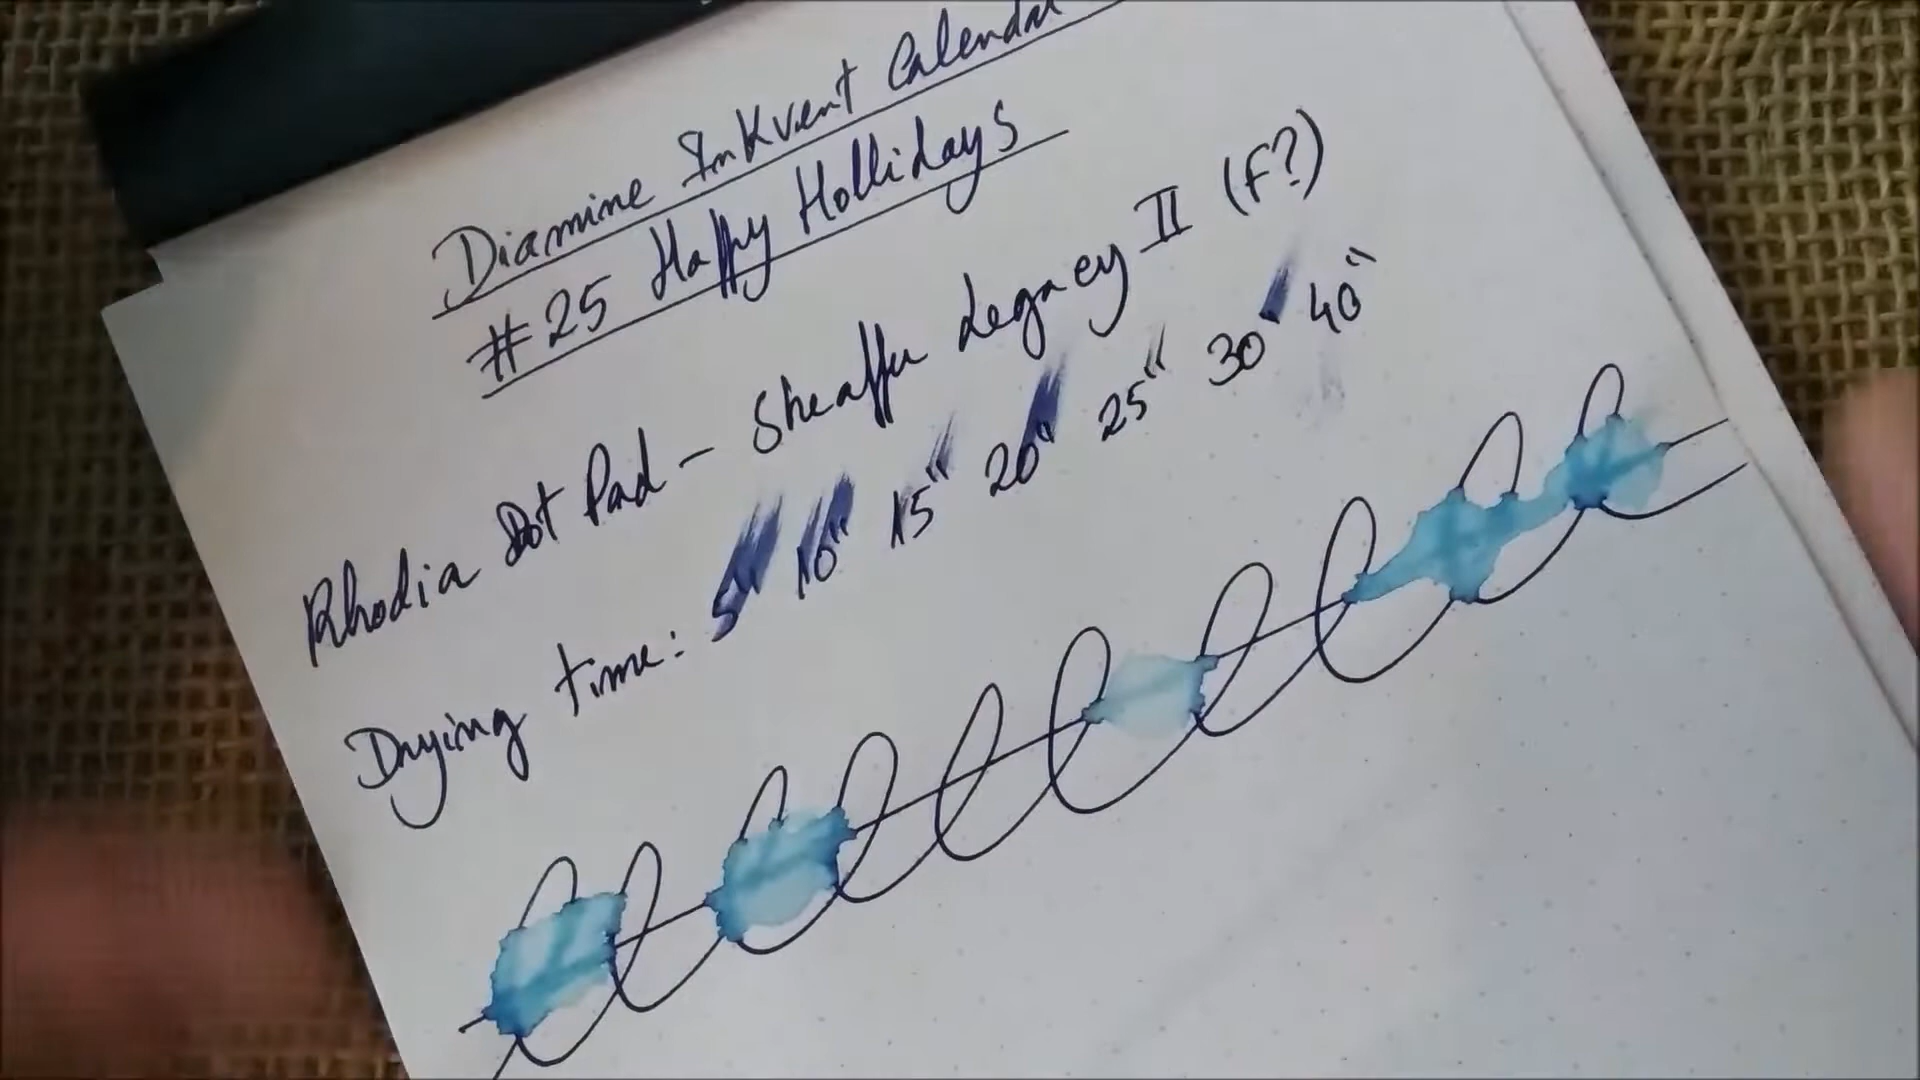 Diamine InKvent Calendar
#25 Happy Hollidays
Rhodia Dot Pad - Sheaffer Legacy II (F?)
Drying time: 5" 10" 15" 20" 25" 30" 40"